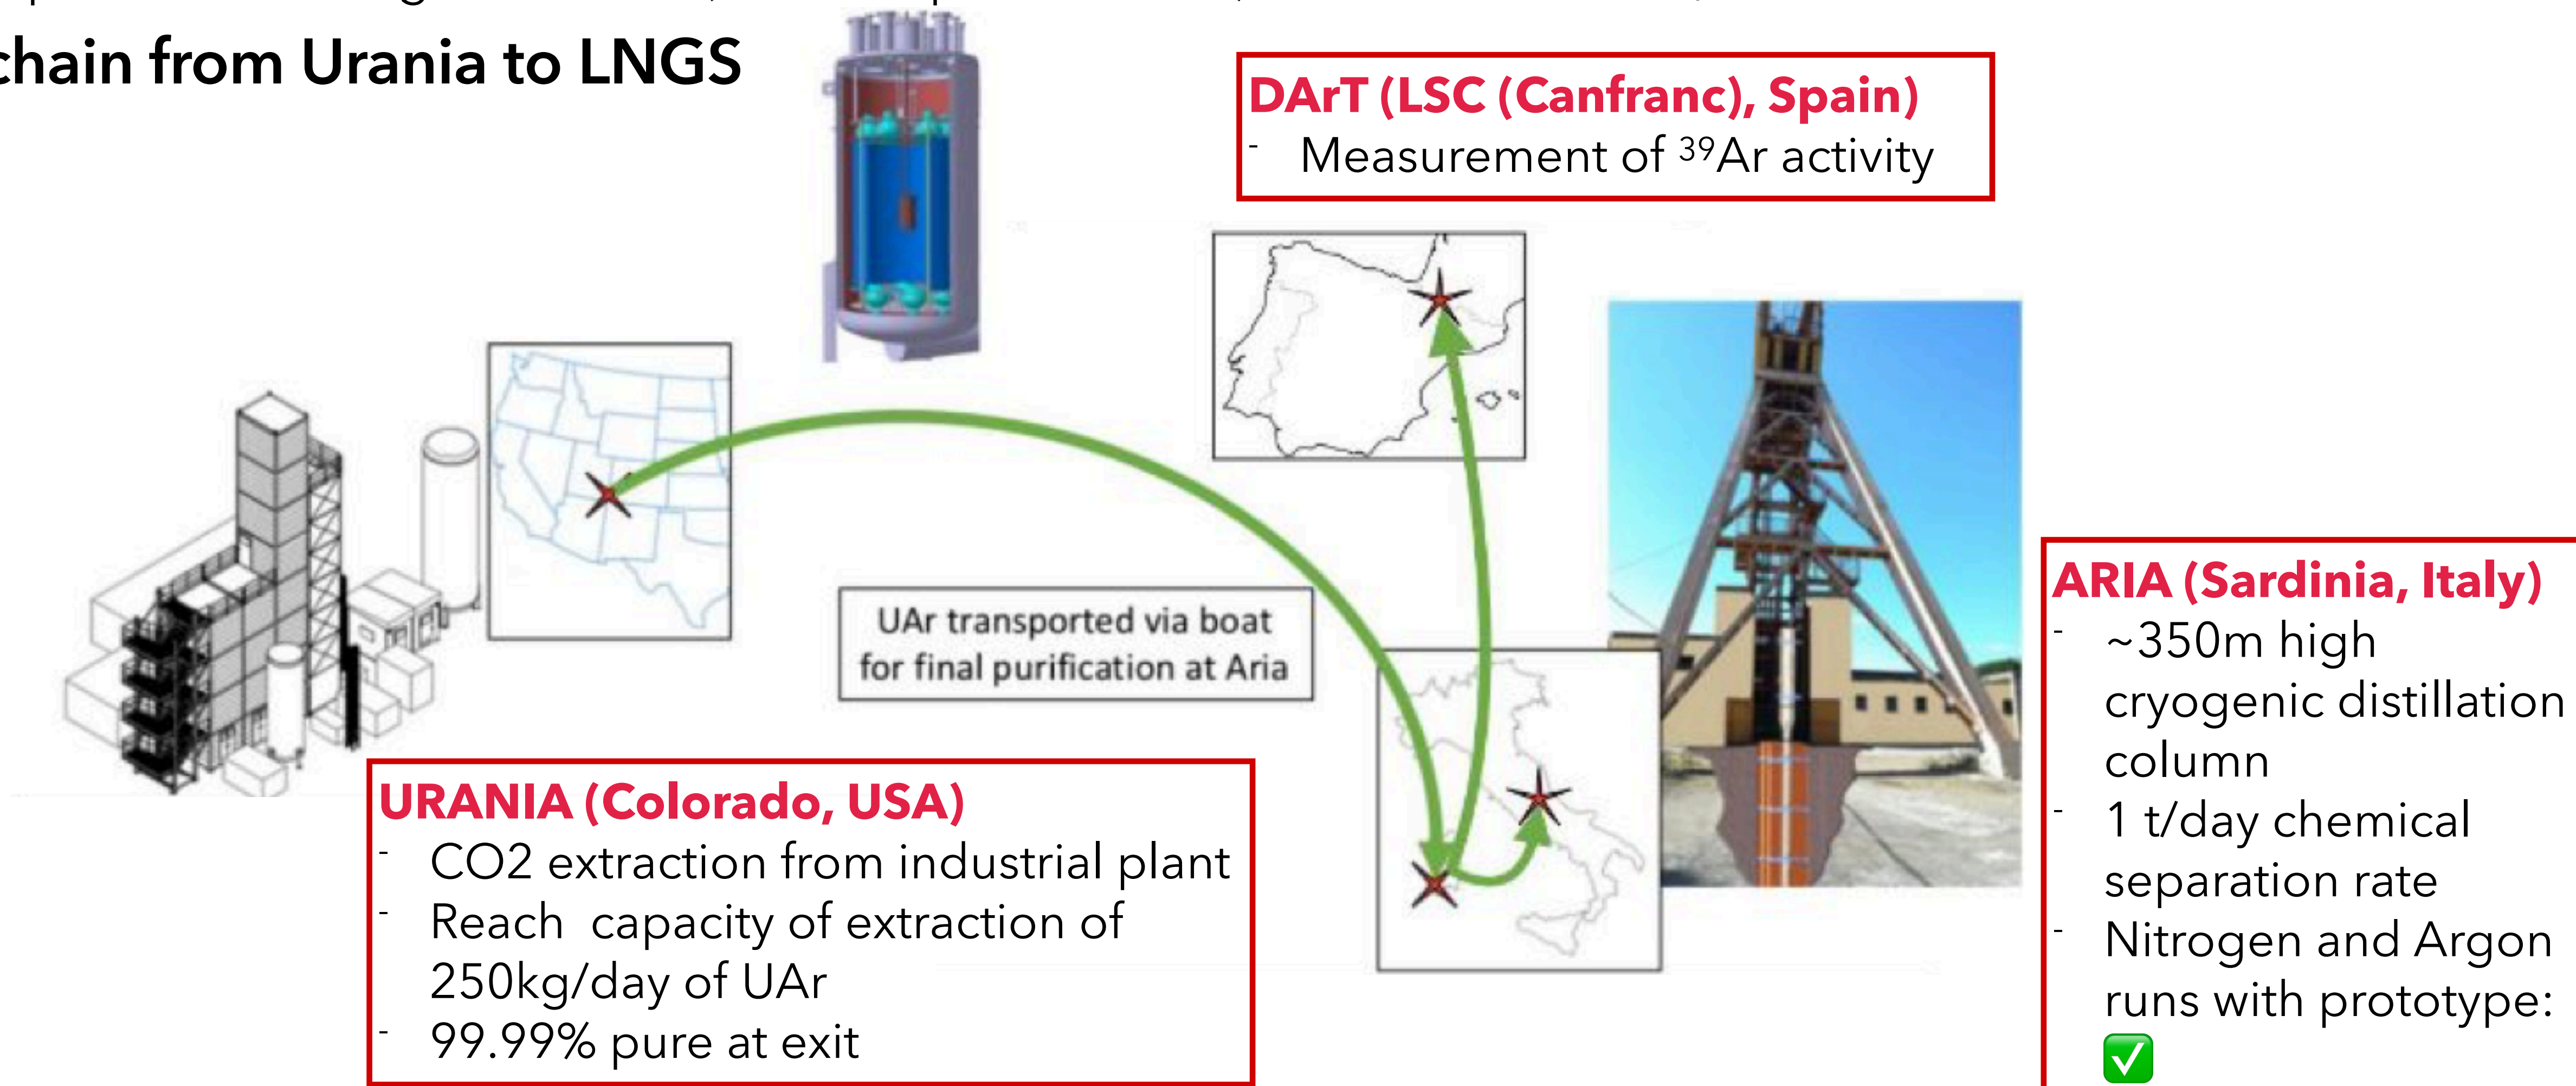 chain from Urania to LNGS
DArT (LSC (Canfranc), Spain)
- Measurement of ³⁹Ar activity
UAr transported via boat
for final purification at Aria
URANIA (Colorado, USA)
- CO2 extraction from industrial plant
- Reach capacity of extraction of
250kg/day of UAr
- 99.99% pure at exit
ARIA (Sardinia, Italy)
- ~350m high
cryogenic distillation
column
- 1 t/day chemical
separation rate
- Nitrogen and Argon
runs with prototype:
✅